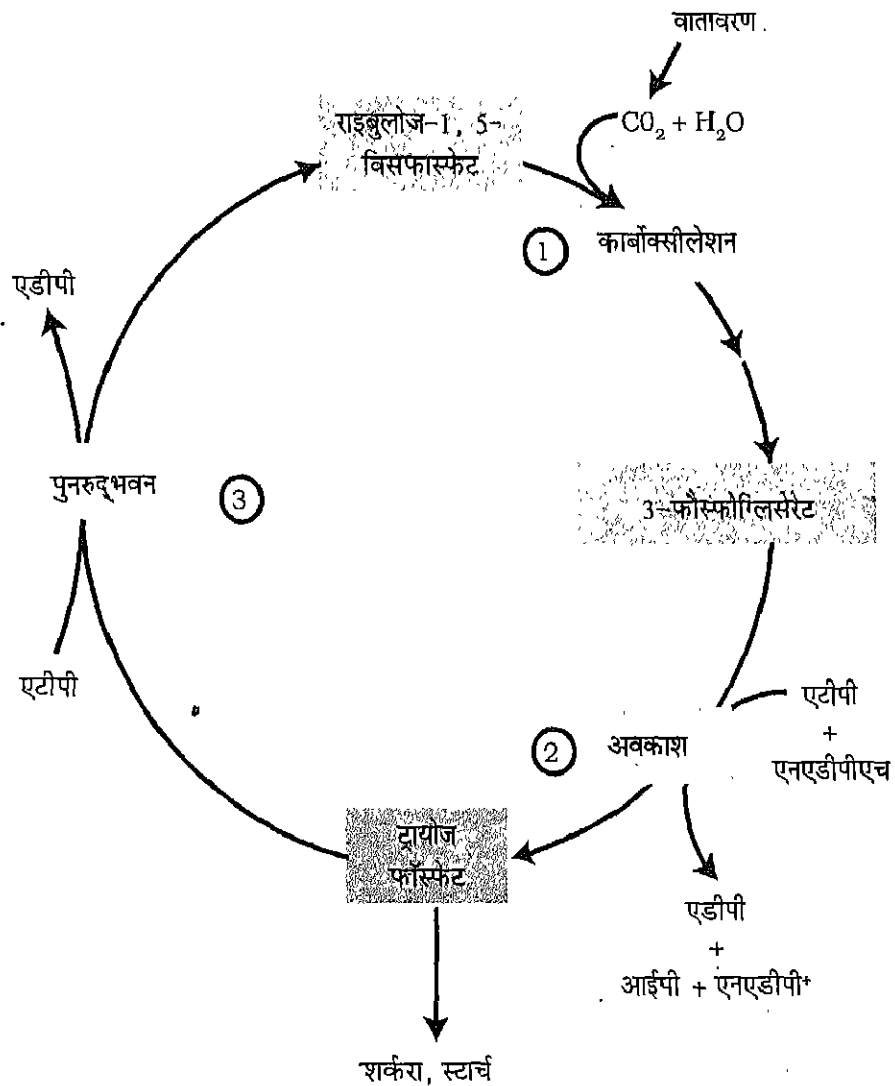 वातावरण
CO₂ + H₂O
राइबुलोज-1, 5-
बिसफास्फेट
① कार्बोक्सीलेशन
एडीपी
पुनरुद्‌भवन ③
3-फौस्फोग्लिसेरेट
एटीपी
एटीपी
+
एनएडीपीएच
② अवकाश
ट्रायोज
फॉस्फेट
एडीपी
+
आईपी + एनएडीपी⁺
शर्करा, स्टार्च